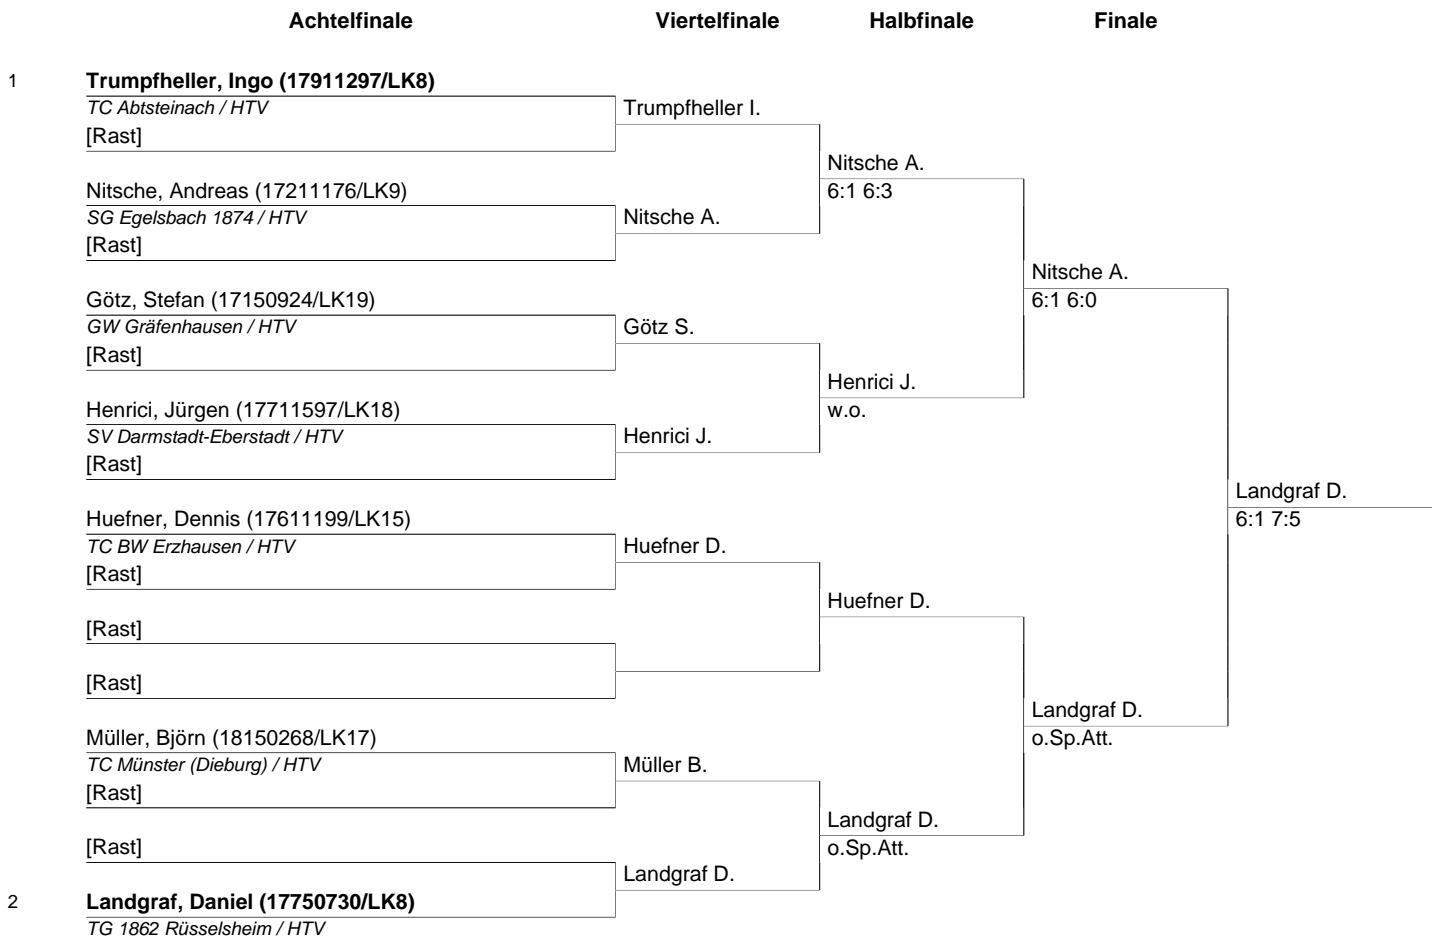 Achtelfinale Viertelfinale Halbfinale Finale
1 Trumpfheller, Ingo (17911297/LK8)
TC Abtsteinach / HTV Trumpfheller I.
[Rast]
Nitsche A.
Nitsche, Andreas (17211176/LK9) 6:1 6:3
SG Egelsbach 1874 / HTV Nitsche A.
[Rast]
Nitsche A.
Götz, Stefan (17150924/LK19) 6:1 6:0
GW Gräfenhausen / HTV Götz S.
[Rast]
Henrici J.
Henrici, Jürgen (17711597/LK18) w.o.
SV Darmstadt-Eberstadt / HTV Henrici J.
[Rast]
Landgraf D.
Huefner, Dennis (17611199/LK15) 6:1 7:5
TC BW Erzhausen / HTV Huefner D.
[Rast]
Huefner D.
[Rast]
[Rast]
Landgraf D.
Müller, Björn (18150268/LK17) o.Sp.Att.
TC Münster (Dieburg) / HTV Müller B.
[Rast]
Landgraf D.
[Rast] o.Sp.Att.
Landgraf D.
2 Landgraf, Daniel (17750730/LK8)
TG 1862 Rüsselsheim / HTV